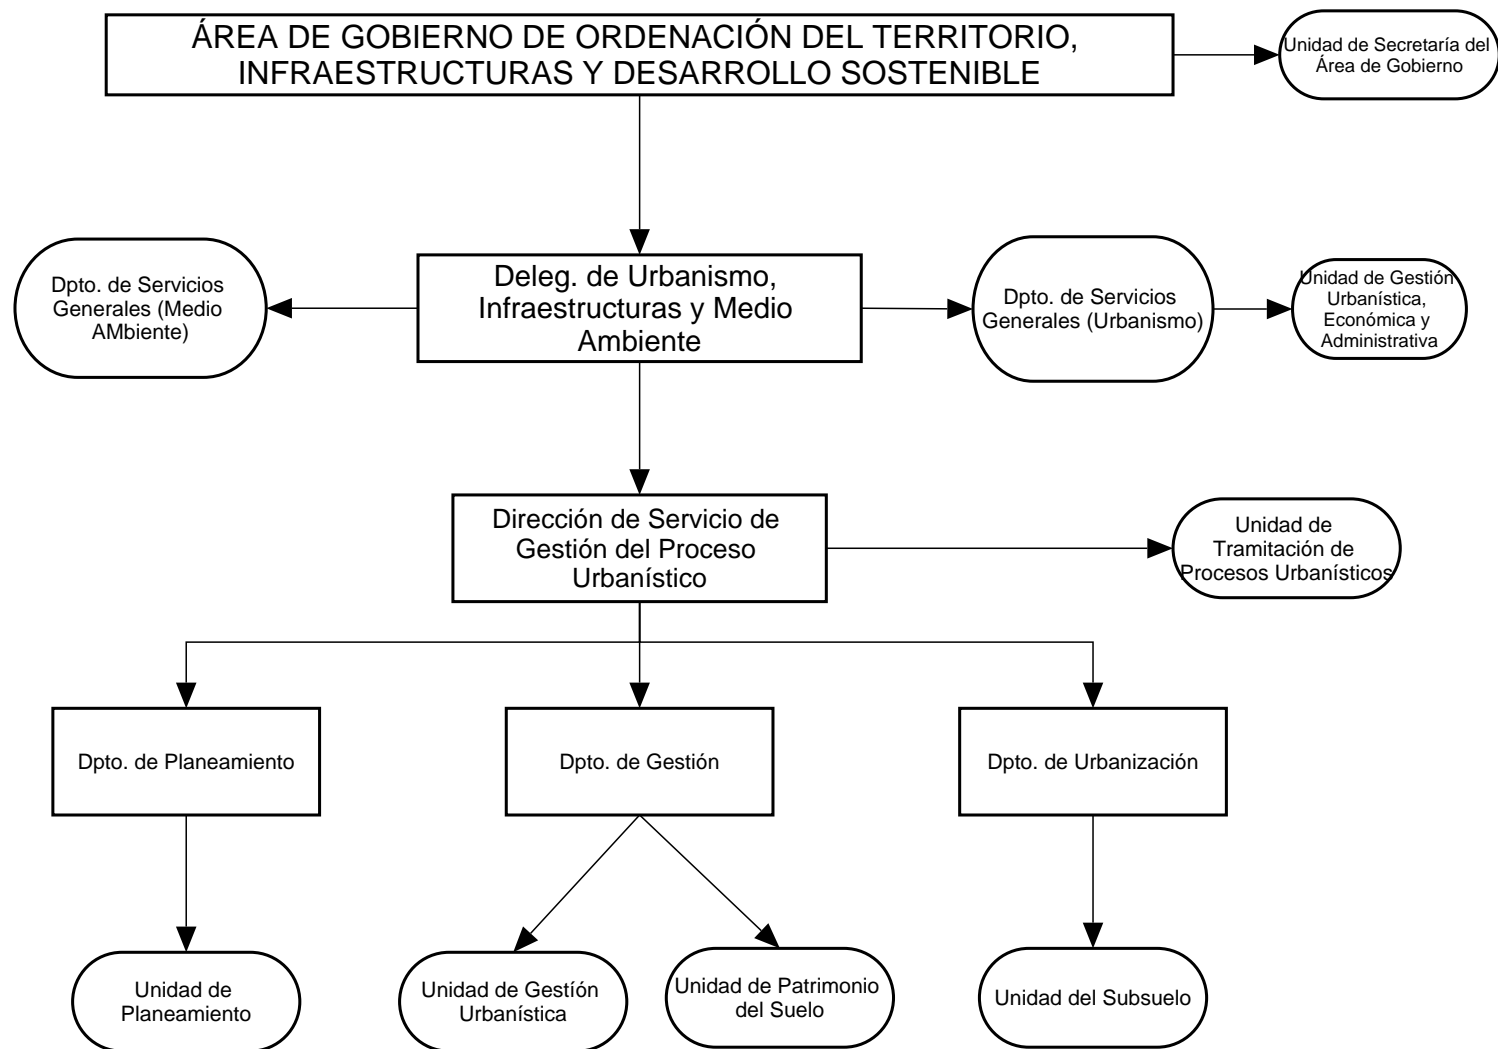 ÁREA DE GOBIERNO DE ORDENACIÓN DEL TERRITORIO,
INFRAESTRUCTURAS Y DESARROLLO SOSTENIBLE
Unidad de Secretaría del
Área de Gobierno
Dpto. de Servicios
Generales (Medio
AMbiente)
Deleg. de Urbanismo,
Infraestructuras y Medio
Ambiente
Dpto. de Servicios
Generales (Urbanismo)
Unidad de Gestión
Urbanística,
Económica y
Administrativa
Dirección de Servicio de
Gestión del Proceso
Urbanístico
Unidad de
Tramitación de
Procesos Urbanísticos
Dpto. de Planeamiento
Dpto. de Gestión
Dpto. de Urbanización
Unidad de
Planeamiento
Unidad de Gestíón
Urbanística
Unidad de Patrimonio
del Suelo
Unidad del Subsuelo